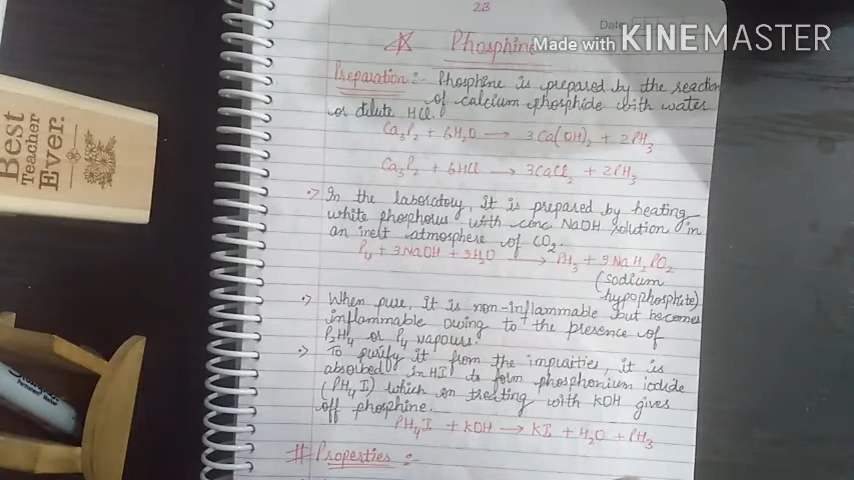 23
Date
Made with KINEMASTER
Phosphine
Preparation :- Phosphine is prepared by the reaction
of calcium phosphide with water
or dilute HCl.
Ca₃P₂ + 6H₂O → 3Ca(OH)₂ + 2PH₃
Ca₃P₂ + 6HCl → 3CaCl₂ + 2PH₃
In the laboratory, it is prepared by heating
white phosphorus with conc NaOH solution in
an inert atmosphere of CO₂.
P₄ + 3NaOH + 3H₂O → PH₃ + 3NaH₂PO₂
(sodium
hypophosphite)
When pure, it is non-inflammable but becomes
inflammable owing to the presence of
P₂H₄ or P₄ vapours.
To purify it from the impurities, it is
absorbed in HI to form phosphonium iodide
(PH₄I) which on treating with KOH gives
off phosphine.
PH₄I + KOH → KI + H₂O + PH₃
# Properties :-
Best
Teacher
Ever.